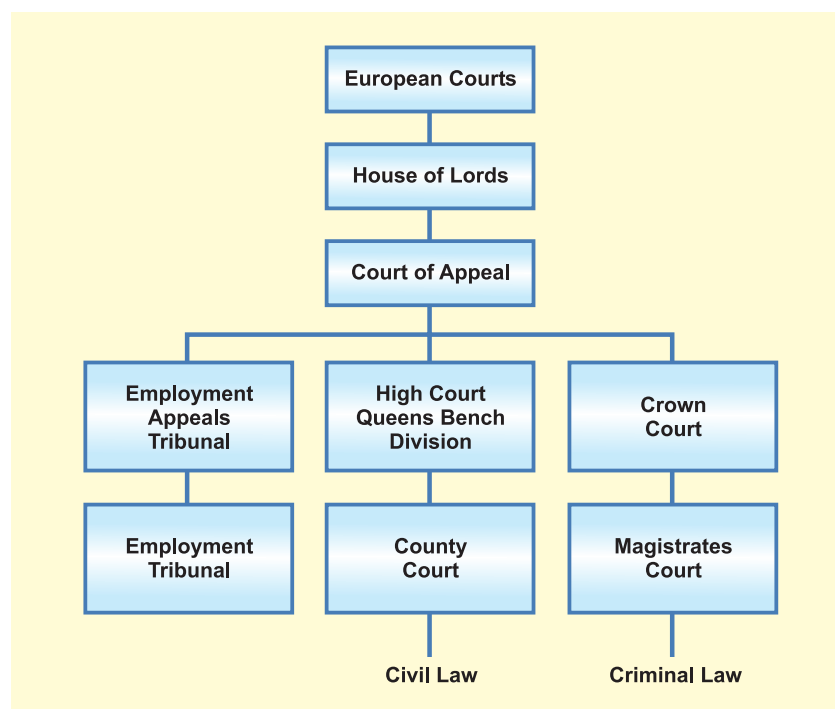 European Courts
House of Lords
Court of Appeal
Employment
Appeals
Tribunal
High Court
Queens Bench
Division
Crown
Court
Employment
Tribunal
County
Court
Magistrates
Court
Civil Law
Criminal Law